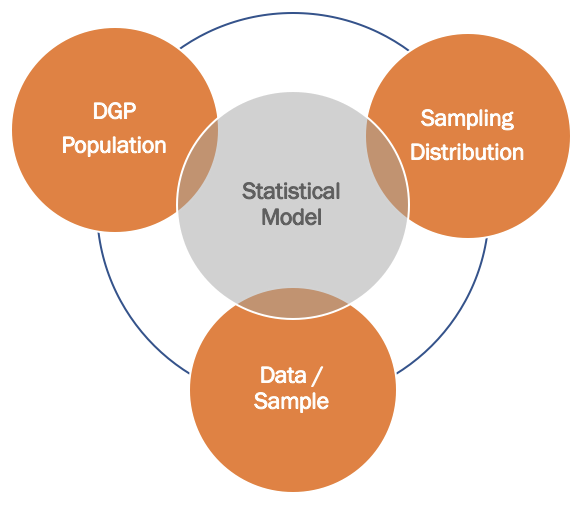 DGP
Population
Sampling
Distribution
Statistical
Model
Data /
Sample